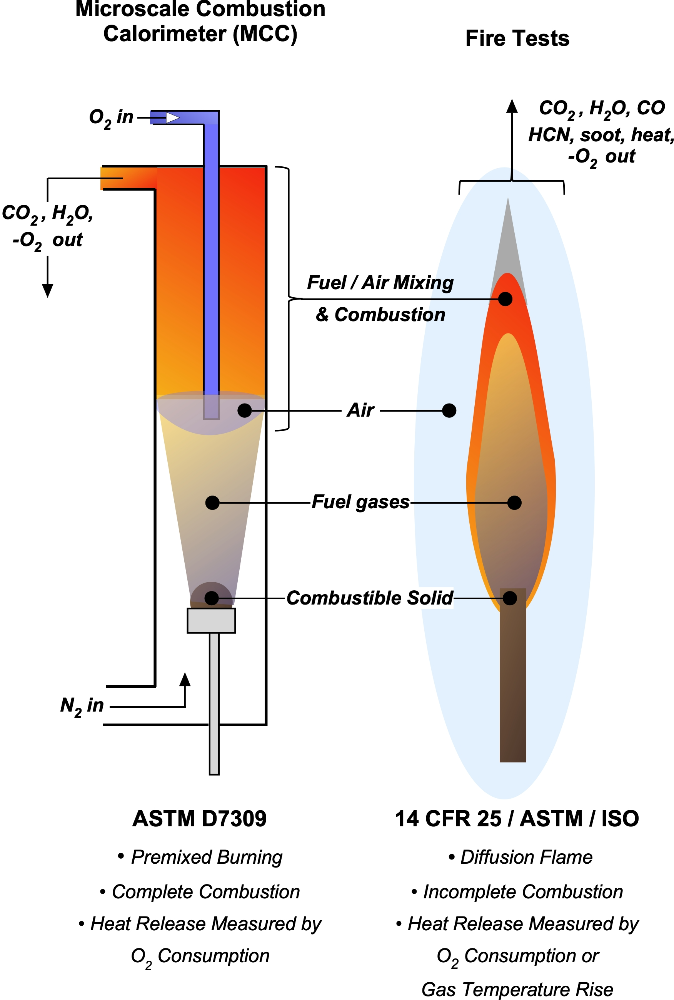 Microscale Combustion
Calorimeter (MCC)
Fire Tests
O2 in
CO2 , H2O, CO
HCN, soot, heat,
-O2 out
CO2 , H2O,
-O2 out
Fuel / Air Mixing
& Combustion
Air
Fuel gases
Combustible Solid
N2 in
ASTM D7309
• Premixed Burning
• Complete Combustion
• Heat Release Measured by
O2 Consumption
14 CFR 25 / ASTM / ISO
• Diffusion Flame
• Incomplete Combustion
• Heat Release Measured by
O2 Consumption or
Gas Temperature Rise